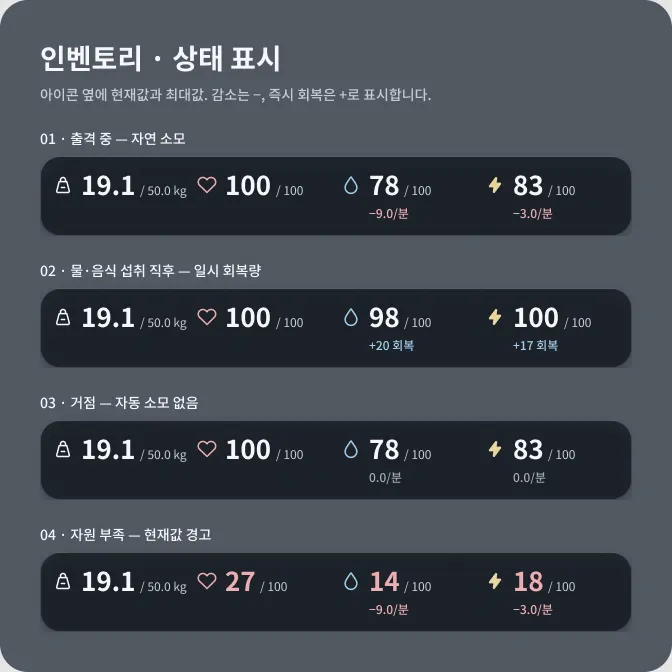 인벤토리 · 상태 표시
아이콘 옆에 현재값과 최대값. 감소는 −, 즉시 회복은 +로 표시합니다.
01 · 출격 중 — 자연 소모
19.1 / 50.0 kg 100 / 100 78 / 100 83 / 100
−9.0/분 −3.0/분
02 · 물·음식 섭취 직후 — 일시 회복량
19.1 / 50.0 kg 100 / 100 98 / 100 100 / 100
+20 회복 +17 회복
03 · 거점 — 자동 소모 없음
19.1 / 50.0 kg 100 / 100 78 / 100 83 / 100
0.0/분 0.0/분
04 · 자원 부족 — 현재값 경고
19.1 / 50.0 kg 27 / 100 14 / 100 18 / 100
−9.0/분 −3.0/분